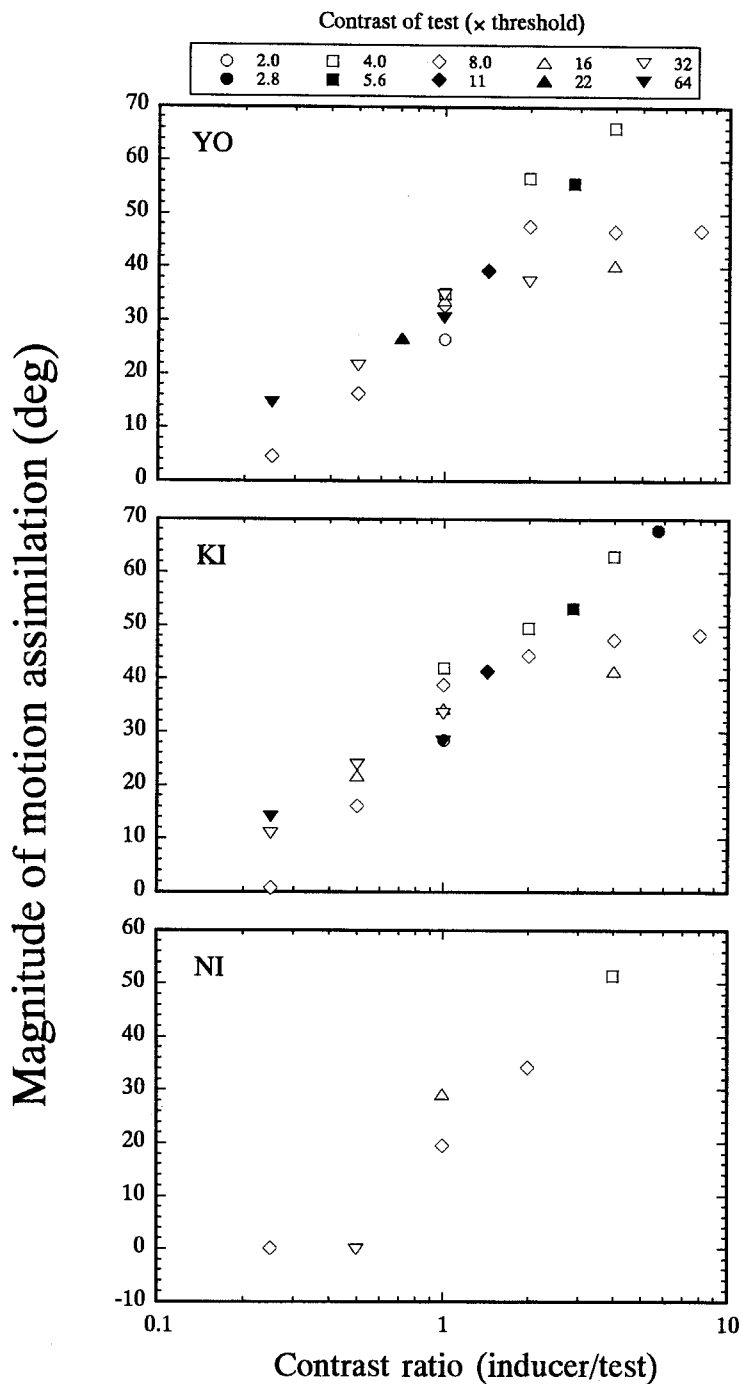 Contrast of test (× threshold)
2.0 4.0 8.0 16 32
2.8 5.6 11 22 64
70
YO
60
50
40
30
20
10
0
70
KI
60
50
40
30
20
10
0
60
NI
50
40
30
20
10
0
-10
0.1 1 10
Contrast ratio (inducer/test)
Magnitude of motion assimilation (deg)